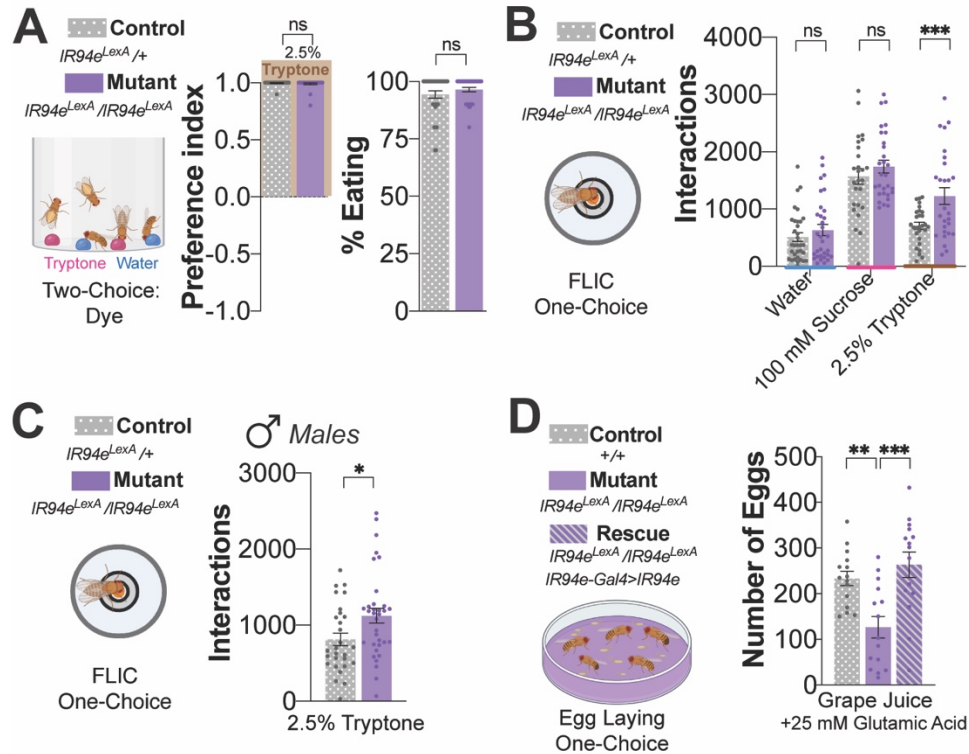 A
Control
IR94e^LexA /+
Mutant
IR94e^LexA /IR94e^LexA
Tryptone Water
Two-Choice:
Dye
Preference index
1.0
0.5
0.0
-0.5
-1.0
ns
2.5%
Tryptone
% Eating
100
75
50
25
0
ns
B
Control
IR94e^LexA /+
Mutant
IR94e^LexA /IR94e^LexA
FLIC
One-Choice
Interactions
4000
3000
2000
1000
0
ns
ns
***
Water
100 mM Sucrose
2.5% Tryptone
C
Control
IR94e^LexA /+
Mutant
IR94e^LexA /IR94e^LexA
FLIC
One-Choice
♂ Males
Interactions
3000
2000
1000
0
*
2.5% Tryptone
D
Control
+/+
Mutant
IR94e^LexA /IR94e^LexA
Rescue
IR94e^LexA /IR94e^LexA
IR94e-Gal4>IR94e
Egg Laying
One-Choice
Number of Eggs
500
400
300
200
100
0
** ***
Grape Juice
+25 mM Glutamic Acid